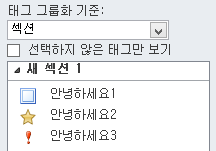 태그 그룹화 기준:
섹션
선택하지 않은 태그만 보기
새 섹션 1
안녕하세요1
안녕하세요2
안녕하세요3